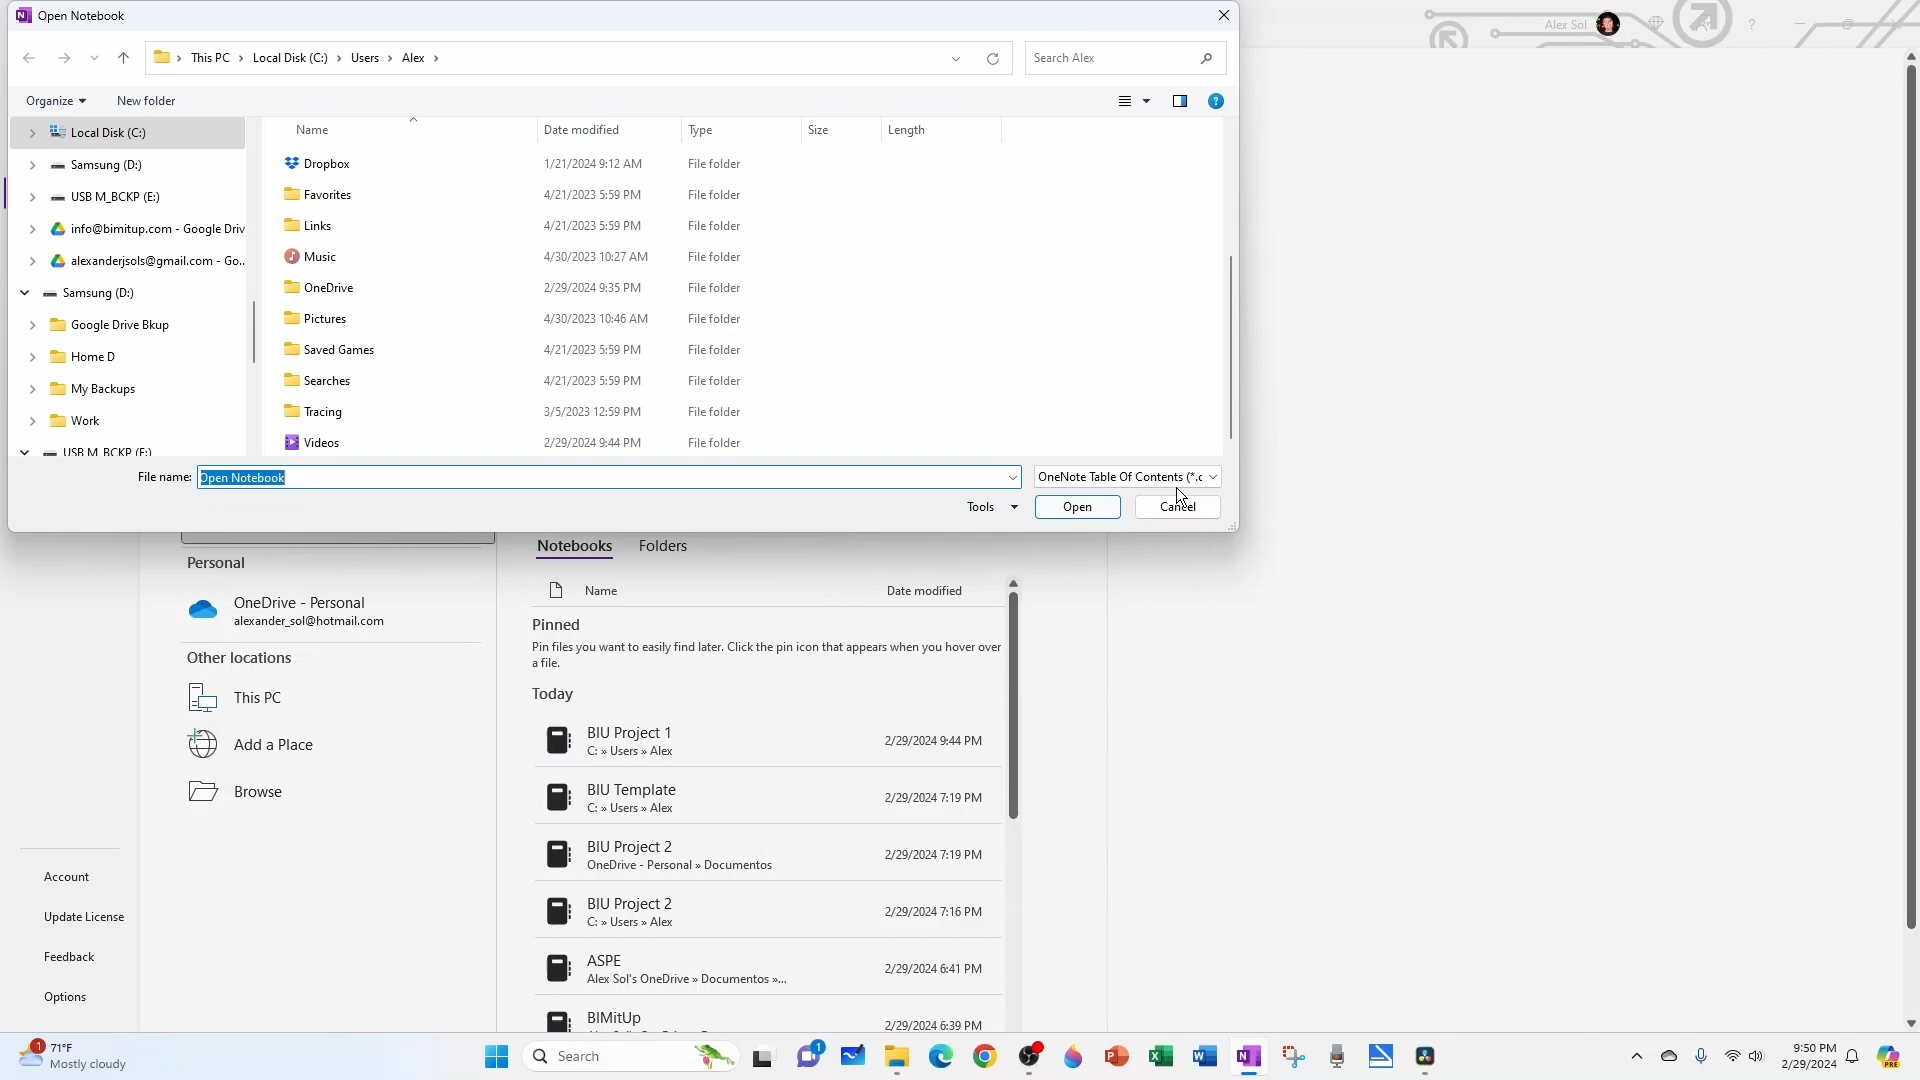 Open Notebook
Alex Sol
?
This PC
Local Disk (C:)
Users
Alex
Search Alex
Organize
New folder
?
Local Disk (C:)
Samsung (D:)
USB M_BCKP (E:)
info@bimitup.com - Google Driv
alexanderjsols@gmail.com - Go..
Samsung (D:)
Google Drive Bkup
Home D
My Backups
Work
USB M_BCKP (E:)
Name Date modified Type Size Length
Dropbox 1/21/2024 9:12 AM File folder
Favorites 4/21/2023 5:59 PM File folder
Links 4/21/2023 5:59 PM File folder
Music 4/30/2023 10:27 AM File folder
OneDrive 2/29/2024 9:35 PM File folder
Pictures 4/30/2023 10:46 AM File folder
Saved Games 4/21/2023 5:59 PM File folder
Searches 4/21/2023 5:59 PM File folder
Tracing 3/5/2023 12:59 PM File folder
Videos 2/29/2024 9:44 PM File folder
File name: Open Notebook OneNote Table Of Contents (*.c
Tools Open Cancel
Personal
OneDrive - Personal
alexander_sol@hotmail.com
Other locations
This PC
Add a Place
Browse
Account
Update License
Feedback
Options
Notebooks Folders
Name Date modified
Pinned
Pin files you want to easily find later. Click the pin icon that appears when you hover over
a file.
Today
BIU Project 1
C: » Users » Alex
2/29/2024 9:44 PM
BIU Template
C: » Users » Alex
2/29/2024 7:19 PM
BIU Project 2
OneDrive - Personal » Documentos
2/29/2024 7:19 PM
BIU Project 2
C: » Users » Alex
2/29/2024 7:16 PM
ASPE
Alex Sol's OneDrive » Documentos »...
2/29/2024 6:41 PM
BIMitUp
2/29/2024 6:39 PM
1
71°F
Mostly cloudy
Search
1
9:50 PM
2/29/2024
PRE